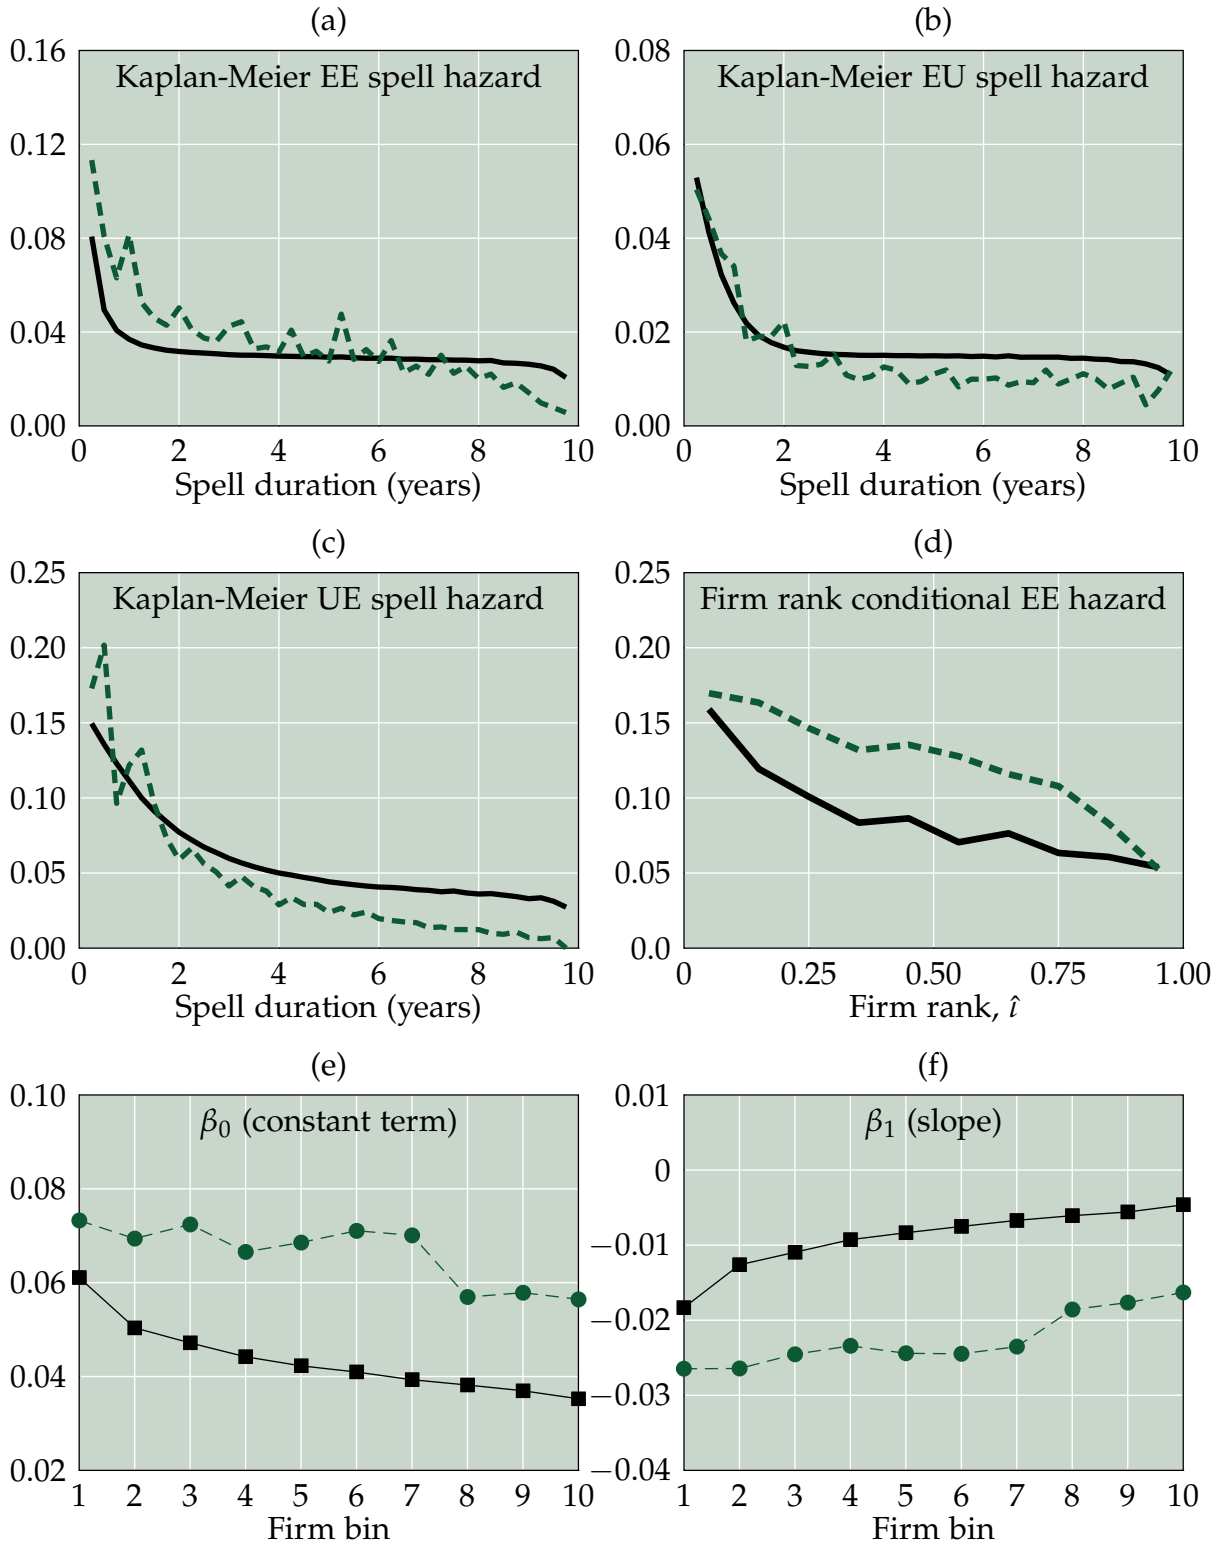 (a)
Kaplan-Meier EE spell hazard
0.16
0.12
0.08
0.04
0.00
0 2 4 6 8 10
Spell duration (years)
(b)
Kaplan-Meier EU spell hazard
0.08
0.06
0.04
0.02
0.00
0 2 4 6 8 10
Spell duration (years)
(c)
Kaplan-Meier UE spell hazard
0.25
0.20
0.15
0.10
0.05
0.00
0 2 4 6 8 10
Spell duration (years)
(d)
Firm rank conditional EE hazard
0.25
0.20
0.15
0.10
0.05
0.0
0 0.25 0.50 0.75 1.00
Firm rank, î
(e)
β₀ (constant term)
0.10
0.08
0.06
0.04
0.02
1 2 3 4 5 6 7 8 9 10
Firm bin
(f)
β₁ (slope)
0.01
0
−0.01
−0.02
−0.03
−0.04
1 2 3 4 5 6 7 8 9 10
Firm bin